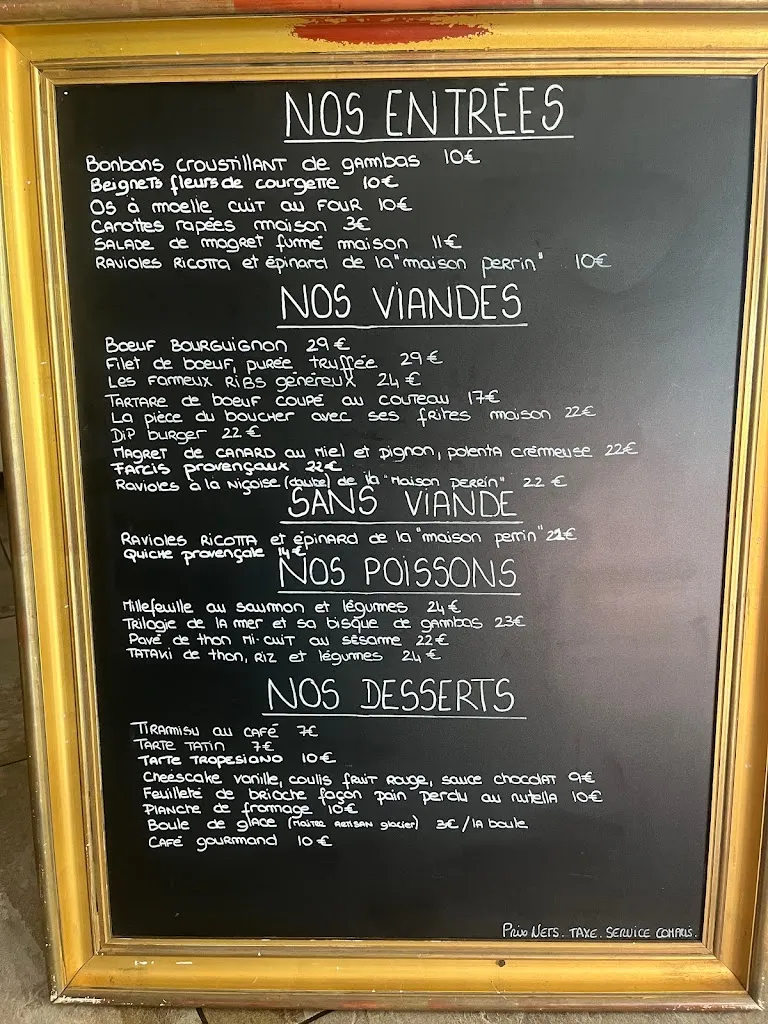 NOS ENTRÉES
Bonbons croustillant de gambas 10€
Beignets fleurs de courgette 10€
Os à moelle cuit au four 10€
Carottes rapées maison 3€
Salade de magret fumé maison 11€
Ravioles Ricotta et épinard de la "maison perrin" 10€
NOS VIANDES
Boeuf Bourguignon 29€
Filet de boeuf, purée truffée 29€
Les fameux ribs généreux 24€
Tartare de boeuf coupé au couteau 17€
La pièce du boucher avec ses frites maison 22€
Dip burger 22€
Magret de canard au miel et pignon, polenta crémeuse 22€
Farcis provençaux 22€
Ravioles à la niçoise (daube) de la "maison perrin" 22€
SANS VIANDE
Ravioles Ricotta et épinard de la "maison perrin" 21€
Quiche provençale 14€
NOS POISSONS
Millefeuille au saumon et légumes 24€
Trilogie de la mer et sa bisque de gambas 23€
Pavé de thon mi-cuit au sésame 22€
Tataki de thon, riz et légumes 24€
NOS DESSERTS
Tiramisu au café 7€
Tarte tatin 7€
Tarte tropesiano 10€
Cheescake vanille, coulis fruit rouge, sauce chocolat 9€
Feuilleté de brioche façon pain perdu au nutella 10€
Planche de fromage 10€
Boule de glace (maître artisan glacier) 3€/la boule
Café gourmand 10€
Prix Nets. Taxe. Service compris.